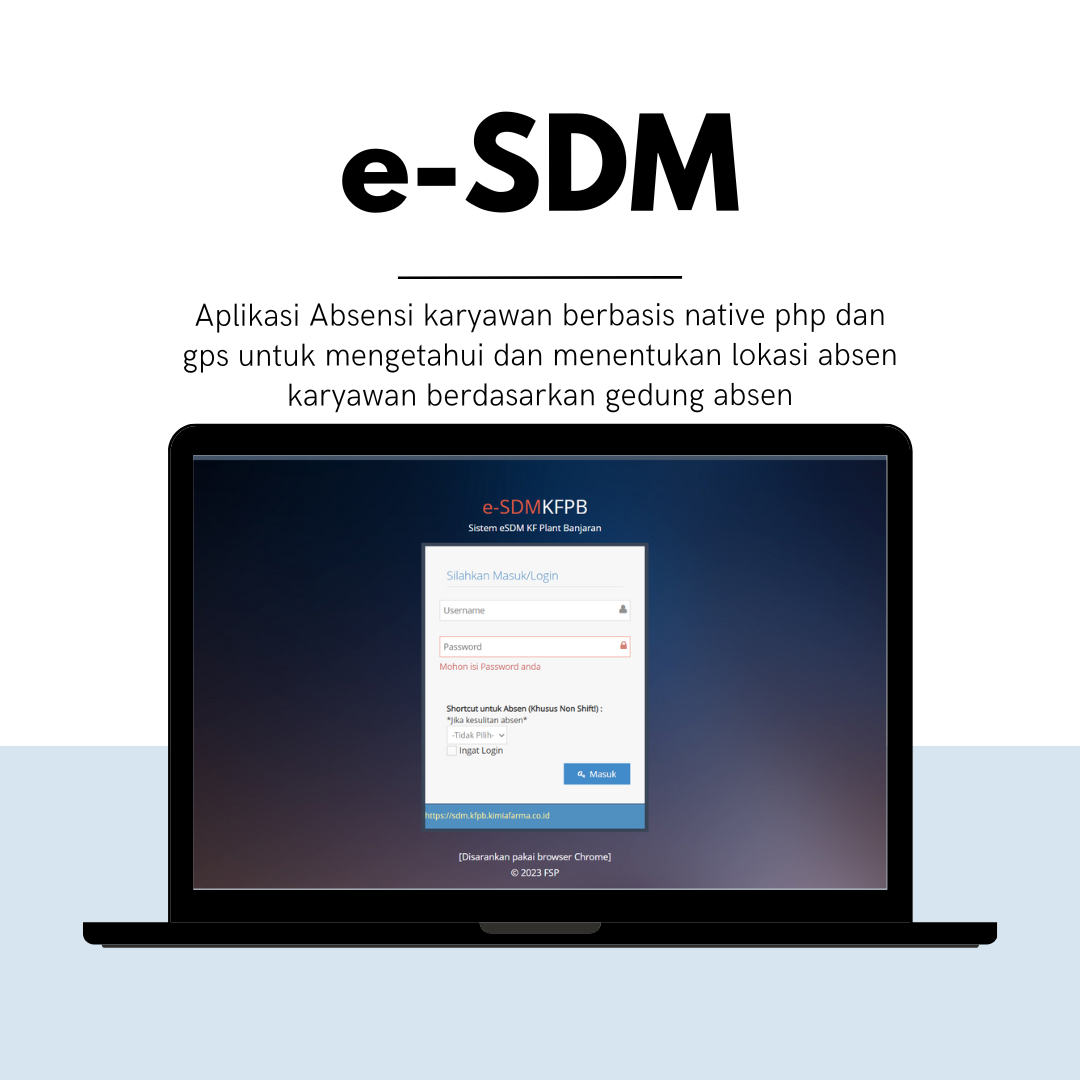 e-SDM
Aplikasi Absensi karyawan berbasis native php dan
gps untuk mengetahui dan menentukan lokasi absen
karyawan berdasarkan gedung absen
e-SDMKFPB
Sistem eSDM KF Plant Banjaran
Silahkan Masuk/Login
Username
Password
Mohon isi Password anda
Shortcut untuk Absen (Khusus Non Shift!) :
*Jika kesulitan absen*
-Tidak Pilih-
Ingat Login
Masuk
https://sdm.kfpb.kimiafarma.co.id
[Disarankan pakai browser Chrome]
© 2023 FSP